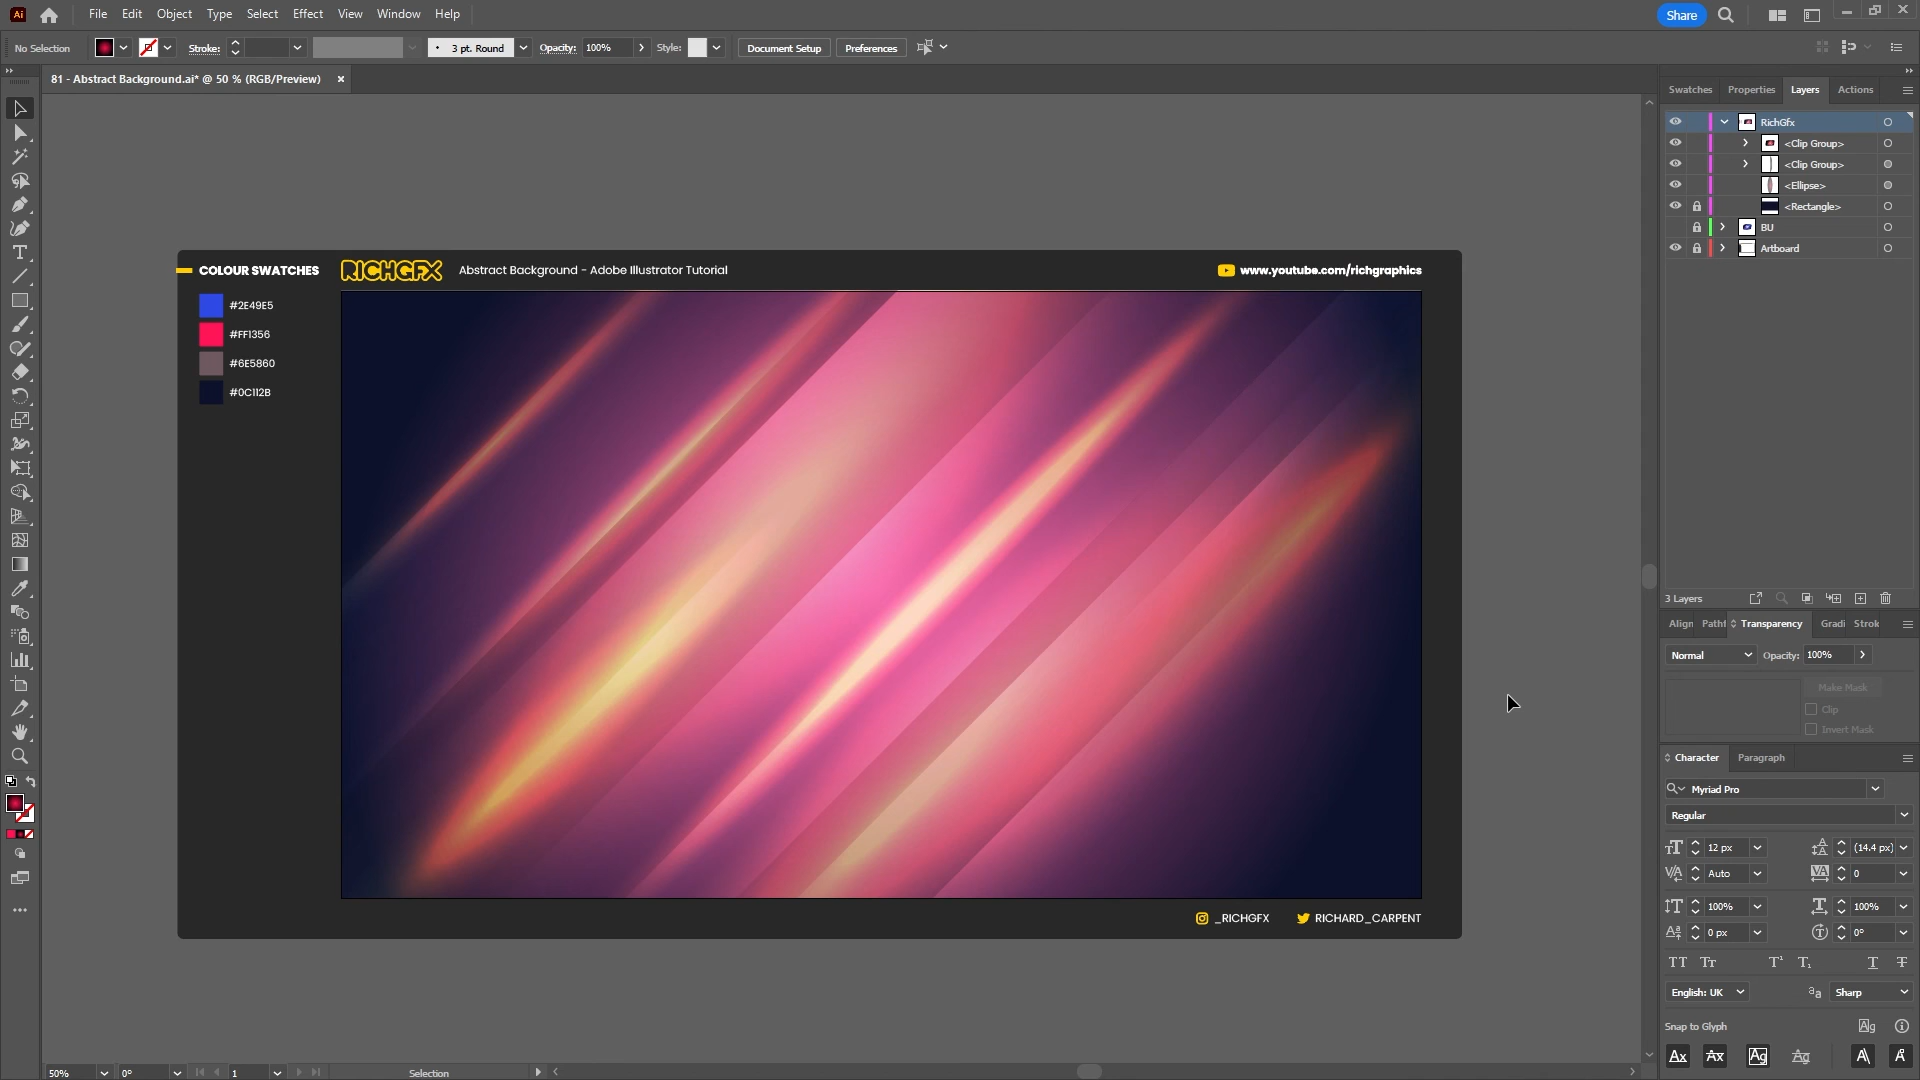 Ai File Edit Object Type Select Effect View Window Help Share
No Selection Stroke: 3 pt. Round Opacity: 100% Style: Document Setup Preferences
81 - Abstract Background.ai* @ 50 % (RGB/Preview)
Swatches Properties Layers Actions
RichGfx
<Clip Group>
<Clip Group>
<Ellipse>
<Rectangle>
BU
Artboard
COLOUR SWATCHES RICHGFX Abstract Background - Adobe Illustrator Tutorial www.youtube.com/richgraphics
#2E49E5
#FF1356
#6E5860
#0C112B
_RICHGFX RICHARD_CARPENT
3 Layers
Align Pathf Transparency Gradi Strok
Normal Opacity: 100%
Make Mask
Clip
Invert Mask
Character Paragraph
Myriad Pro
Regular
12 px (14.4 px)
Auto 0
100% 100%
0 px 0°
English: UK Sharp
Snap to Glyph
50% 0° 1 Selection